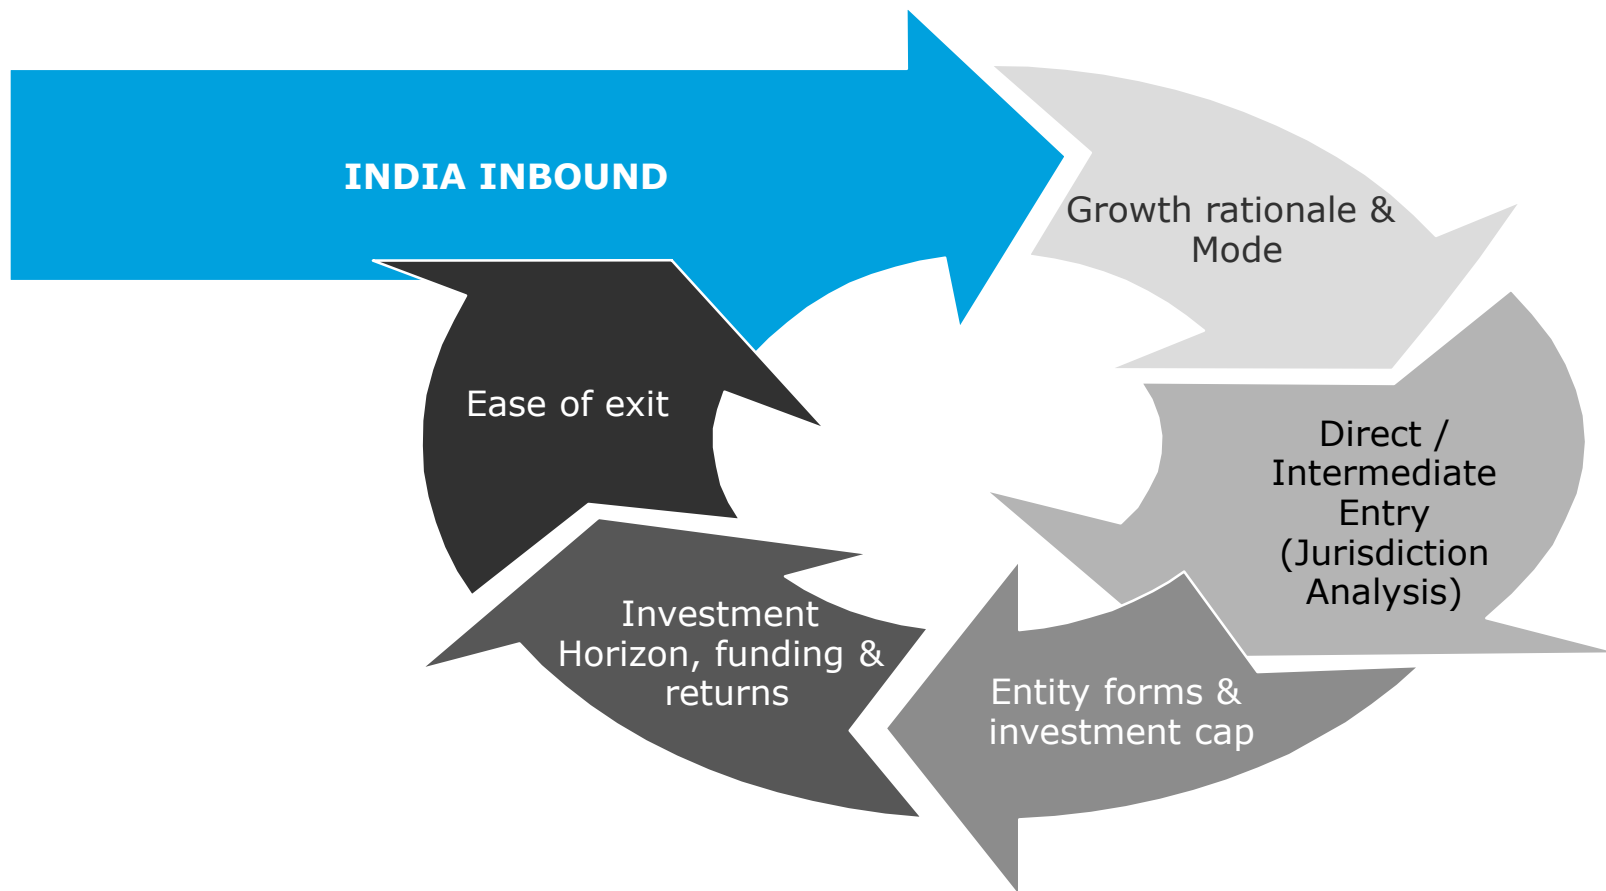 INDIA INBOUND
Growth rationale &
Mode
Direct /
Intermediate
Entry
(Jurisdiction
Analysis)
Entity forms &
investment cap
Investment
Horizon, funding &
returns
Ease of exit